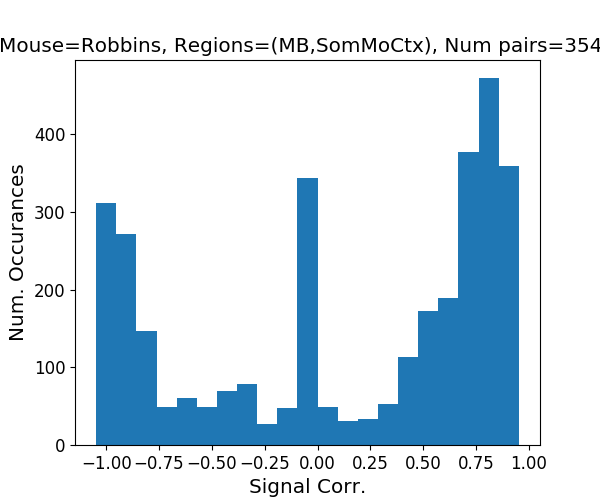 Mouse=Robbins, Regions=(MB,SomMoCtx), Num pairs=354
Num. Occurances
400
300
200
100
0
−1.00 −0.75 −0.50 −0.25 0.00 0.25 0.50 0.75 1.00
Signal Corr.